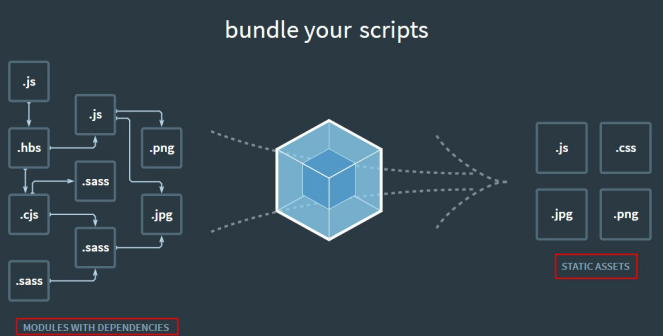 bundle your scripts
.js
.js
.hbs
.png
.sass
.cjs
.jpg
.sass
.sass
MODULES WITH DEPENDENCIES
.js
.css
.jpg
.png
STATIC ASSETS